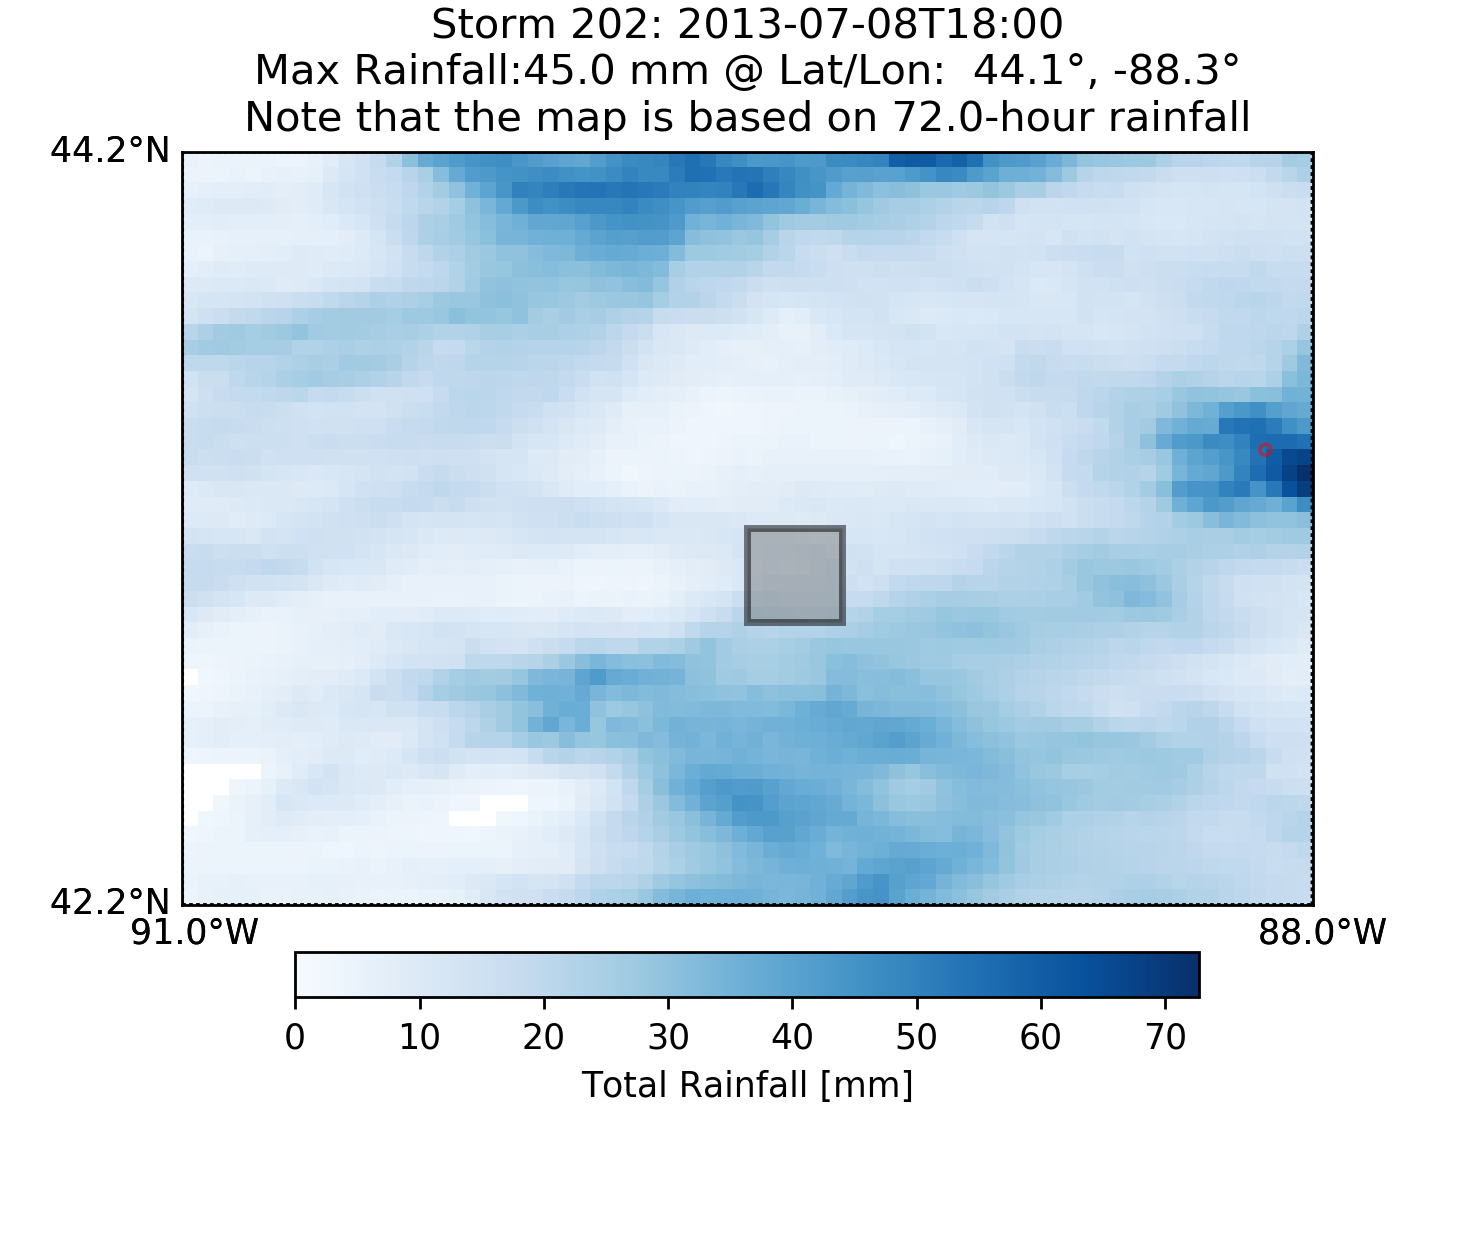 Storm 202: 2013-07-08T18:00
Max Rainfall:45.0 mm @ Lat/Lon:  44.1°, -88.3°
Note that the map is based on 72.0-hour rainfall
44.2°N
42.2°N
91.0°W 88.0°W
0 10 20 30 40 50 60 70
Total Rainfall [mm]